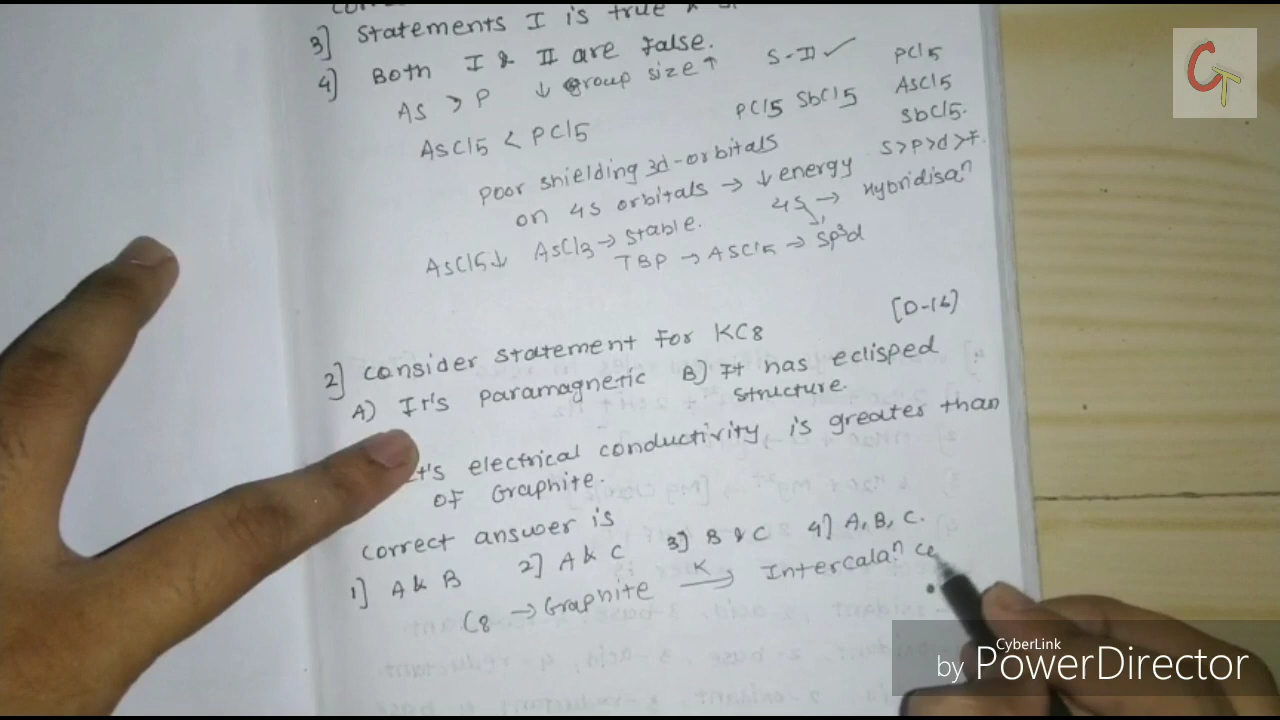 3] Statements I is true &
4] Both I & II are False.
As > P ↓ Group size ↑ S-II ✓ PCl5
AsCl5 < PCl5 PCl5 SbCl5 AsCl5
SbCl5.
Poor shielding 3d-orbitals S>P>d>F.
on 4s orbitals → ↓ energy
4S → Hybridisaⁿ
AsCl5↓ AsCl3 → Stable.
TBP → AsCl5 → Sp³d
[D-16]
2] Consider statement For KC8
A) It's paramagnetic B) It has eclisped
structure.
t's electrical conductivity is greater than
of Graphite.
Correct answer is
1] A & B 2] A & C 3] B & C 4] A, B, C.
C8 → Graphite K → Intercalaⁿ
CT
CyberLink
by PowerDirector